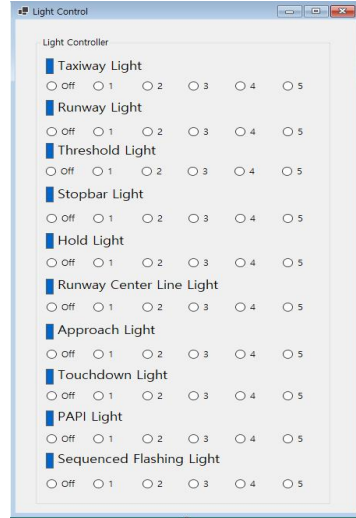 Light Control
Light Controller
Taxiway Light
Off 1 2 3 4 5
Runway Light
Off 1 2 3 4 5
Threshold Light
Off 1 2 3 4 5
Stopbar Light
Off 1 2 3 4 5
Hold Light
Off 1 2 3 4 5
Runway Center Line Light
Off 1 2 3 4 5
Approach Light
Off 1 2 3 4 5
Touchdown Light
Off 1 2 3 4 5
PAPI Light
Off 1 2 3 4 5
Sequenced Flashing Light
Off 1 2 3 4 5